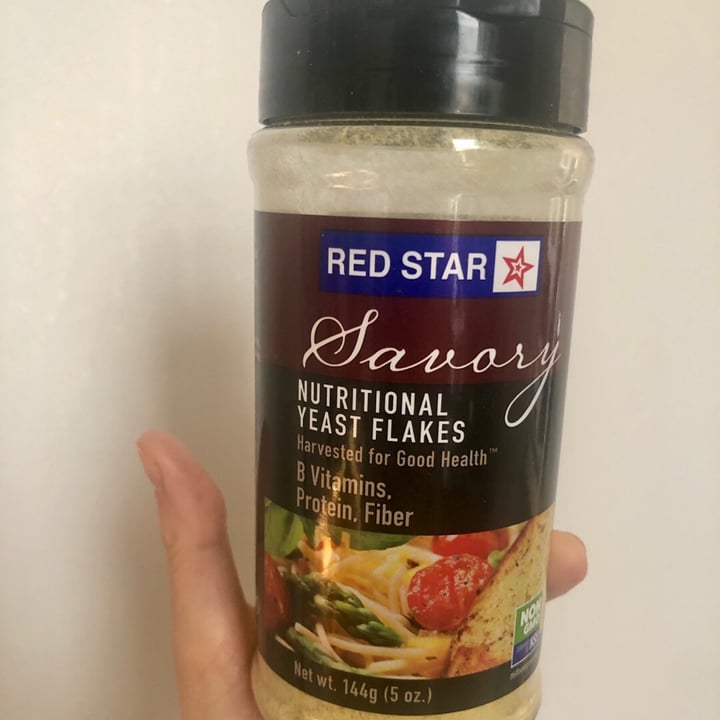 RED STAR
Savory
NUTRITIONAL
YEAST FLAKES
Harvested for Good Health™
B Vitamins,
Protein, Fiber
NON
GMO
Net wt. 144g (5 oz.)